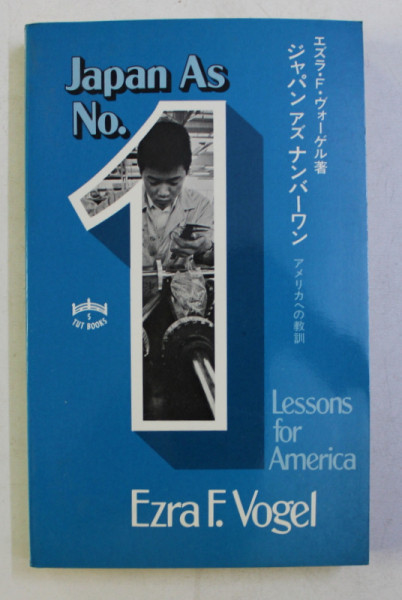 Japan As
No.
1
エズラ・F・ヴォーゲル著
ジャパン アズ ナンバーワン
アメリカへの教訓
S
TUT BOOKS
Lessons
for
America
Ezra F. Vogel